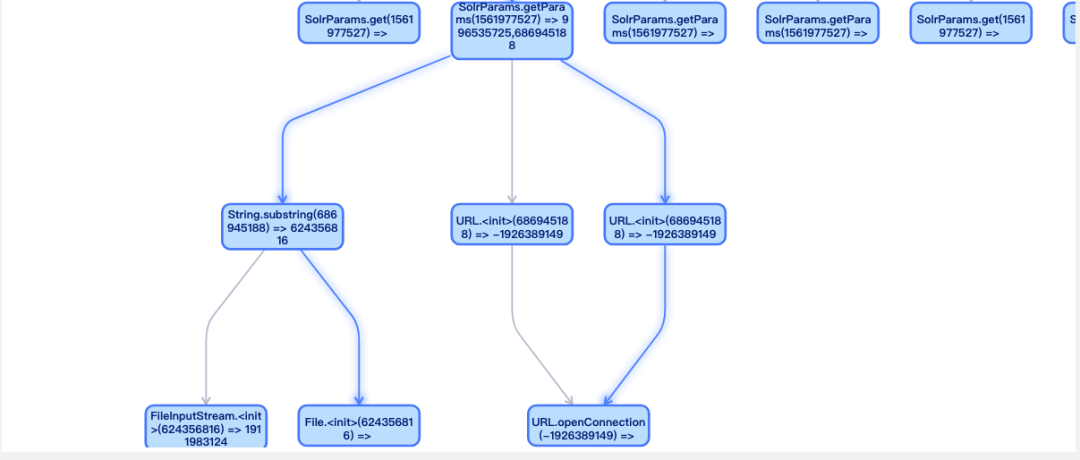 SolrParams.get(1561
977527) =>
SolrParams.getPara
ms(1561977527) => 9
96535725,68694518
8
SolrParams.getPara
ms(1561977527) =>
SolrParams.getPara
ms(1561977527) =>
SolrParams.get(1561
977527) =>
S
String.substring(686
945188) => 6243568
16
URL.<init>(68694518
8) => -1926389149
URL.<init>(68694518
8) => -1926389149
FileInputStream.<init
>(624356816) => 191
1983124
File.<init>(62435681
6) =>
URL.openConnection
(-1926389149) =>